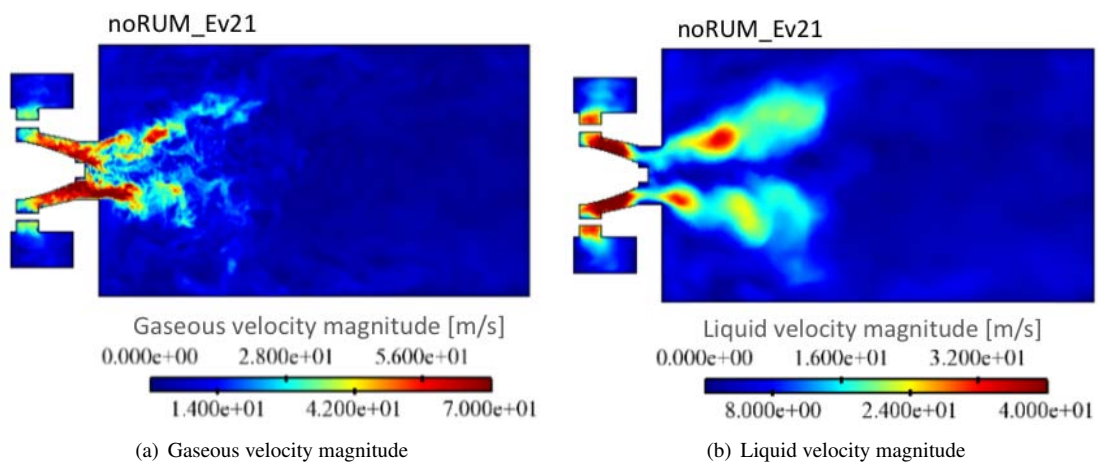 noRUM_Ev21
Gaseous velocity magnitude [m/s]
0.000e+00 2.800e+01 5.600e+01
1.400e+01 4.200e+01 7.000e+01
(a) Gaseous velocity magnitude
noRUM_Ev21
Liquid velocity magnitude [m/s]
0.000e+00 1.600e+01 3.200e+01
8.000e+00 2.400e+01 4.000e+01
(b) Liquid velocity magnitude